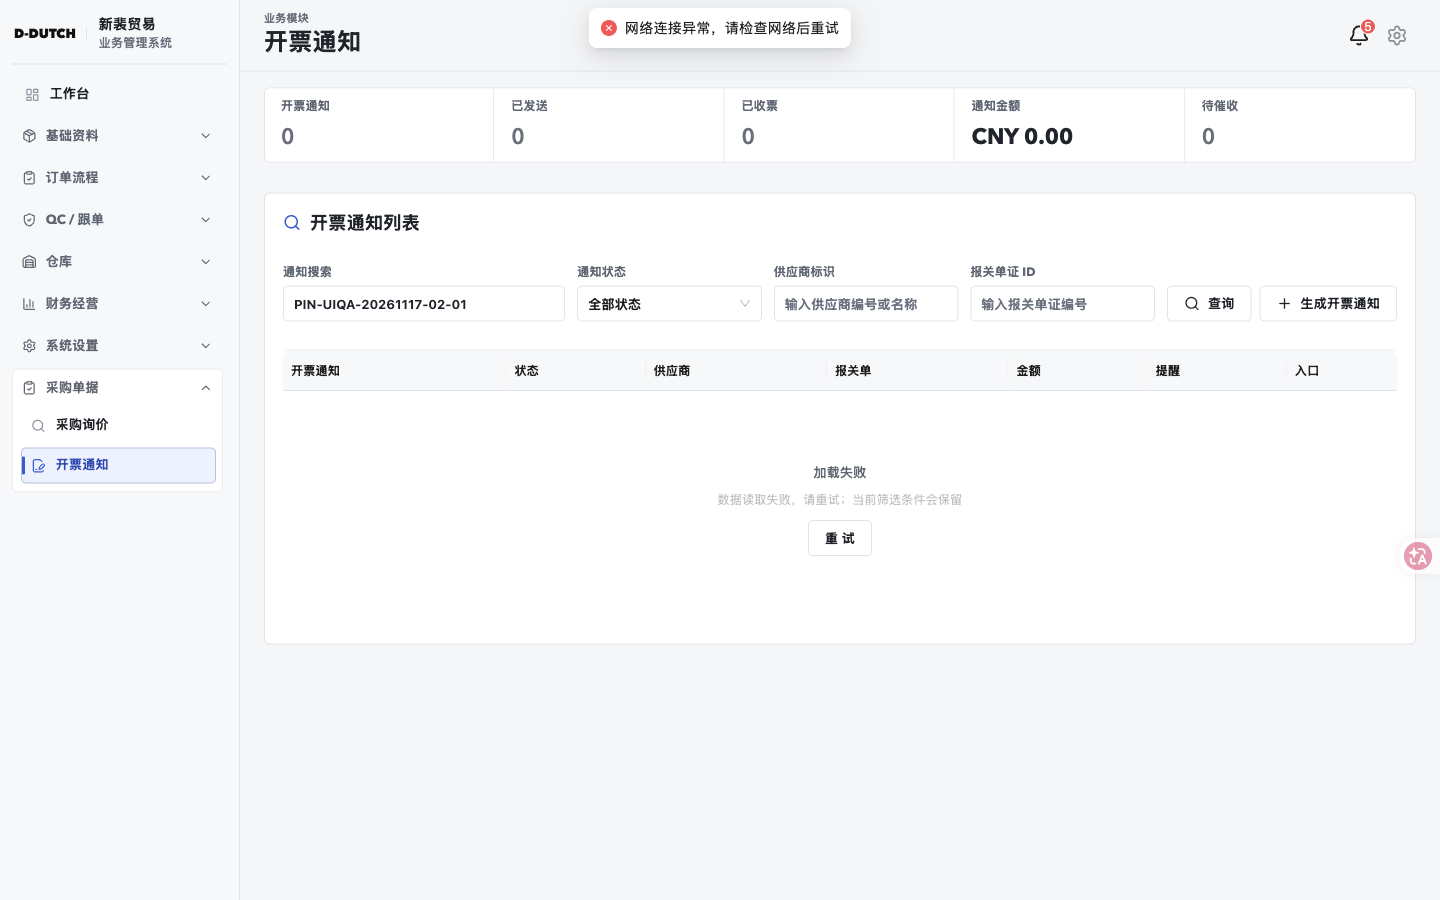 D-DUTCH
新装贸易
业务管理系统
工作台
基础资料
订单流程
QC / 跟单
仓库
财务经营
系统设置
采购单据
采购询价
开票通知
业务模块
开票通知
网络连接异常，请检查网络后重试
5
开票通知
0
已发送
0
已收票
0
通知金额
CNY 0.00
待催收
0
开票通知列表
通知搜索
PIN-UIQA-20261117-02-01
通知状态
全部状态
供应商标识
输入供应商编号或名称
报关单证 ID
输入报关单证编号
查询
生成开票通知
开票通知 状态 供应商 报关单 金额 提醒 入口
加载失败
数据读取失败，请重试；当前筛选条件会保留
重 试